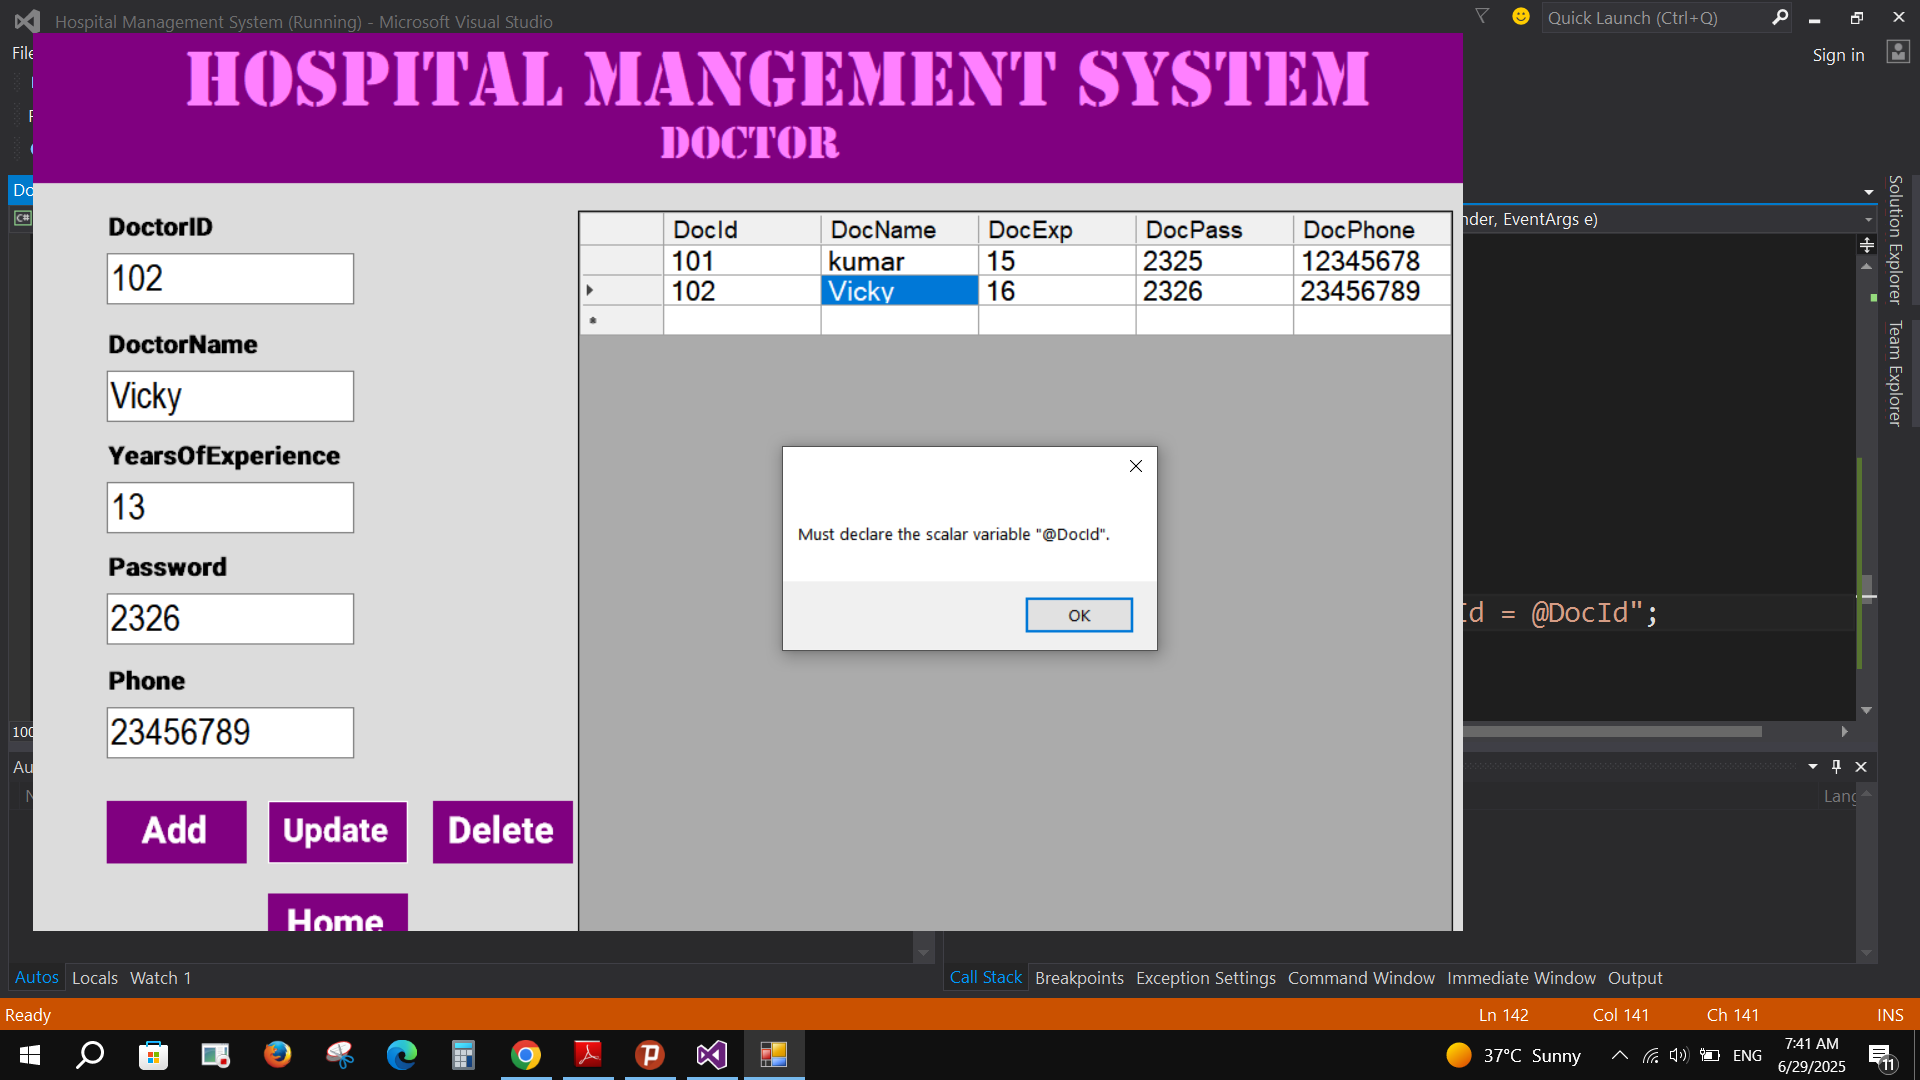 Hospital Management System (Running) - Microsoft Visual Studio
Quick Launch (Ctrl+Q)
File
Sign in
HOSPITAL MANGEMENT SYSTEM
DOCTOR
Do
C#
nder, EventArgs e)
Solution Explorer
Team Explorer
DoctorID
102
DoctorName
Vicky
YearsOfExperience
13
Password
2326
Phone
23456789
Add Update Delete
Home
DocId DocName DocExp DocPass DocPhone
101 kumar 15 2325 12345678
102 Vicky 16 2326 23456789
Must declare the scalar variable "@DocId".
OK
Id = @DocId";
100
Au
Lang
Autos Locals Watch 1
Call Stack Breakpoints Exception Settings Command Window Immediate Window Output
Ready
Ln 142 Col 141 Ch 141 INS
37°C Sunny
ENG
7:41 AM
6/29/2025
11